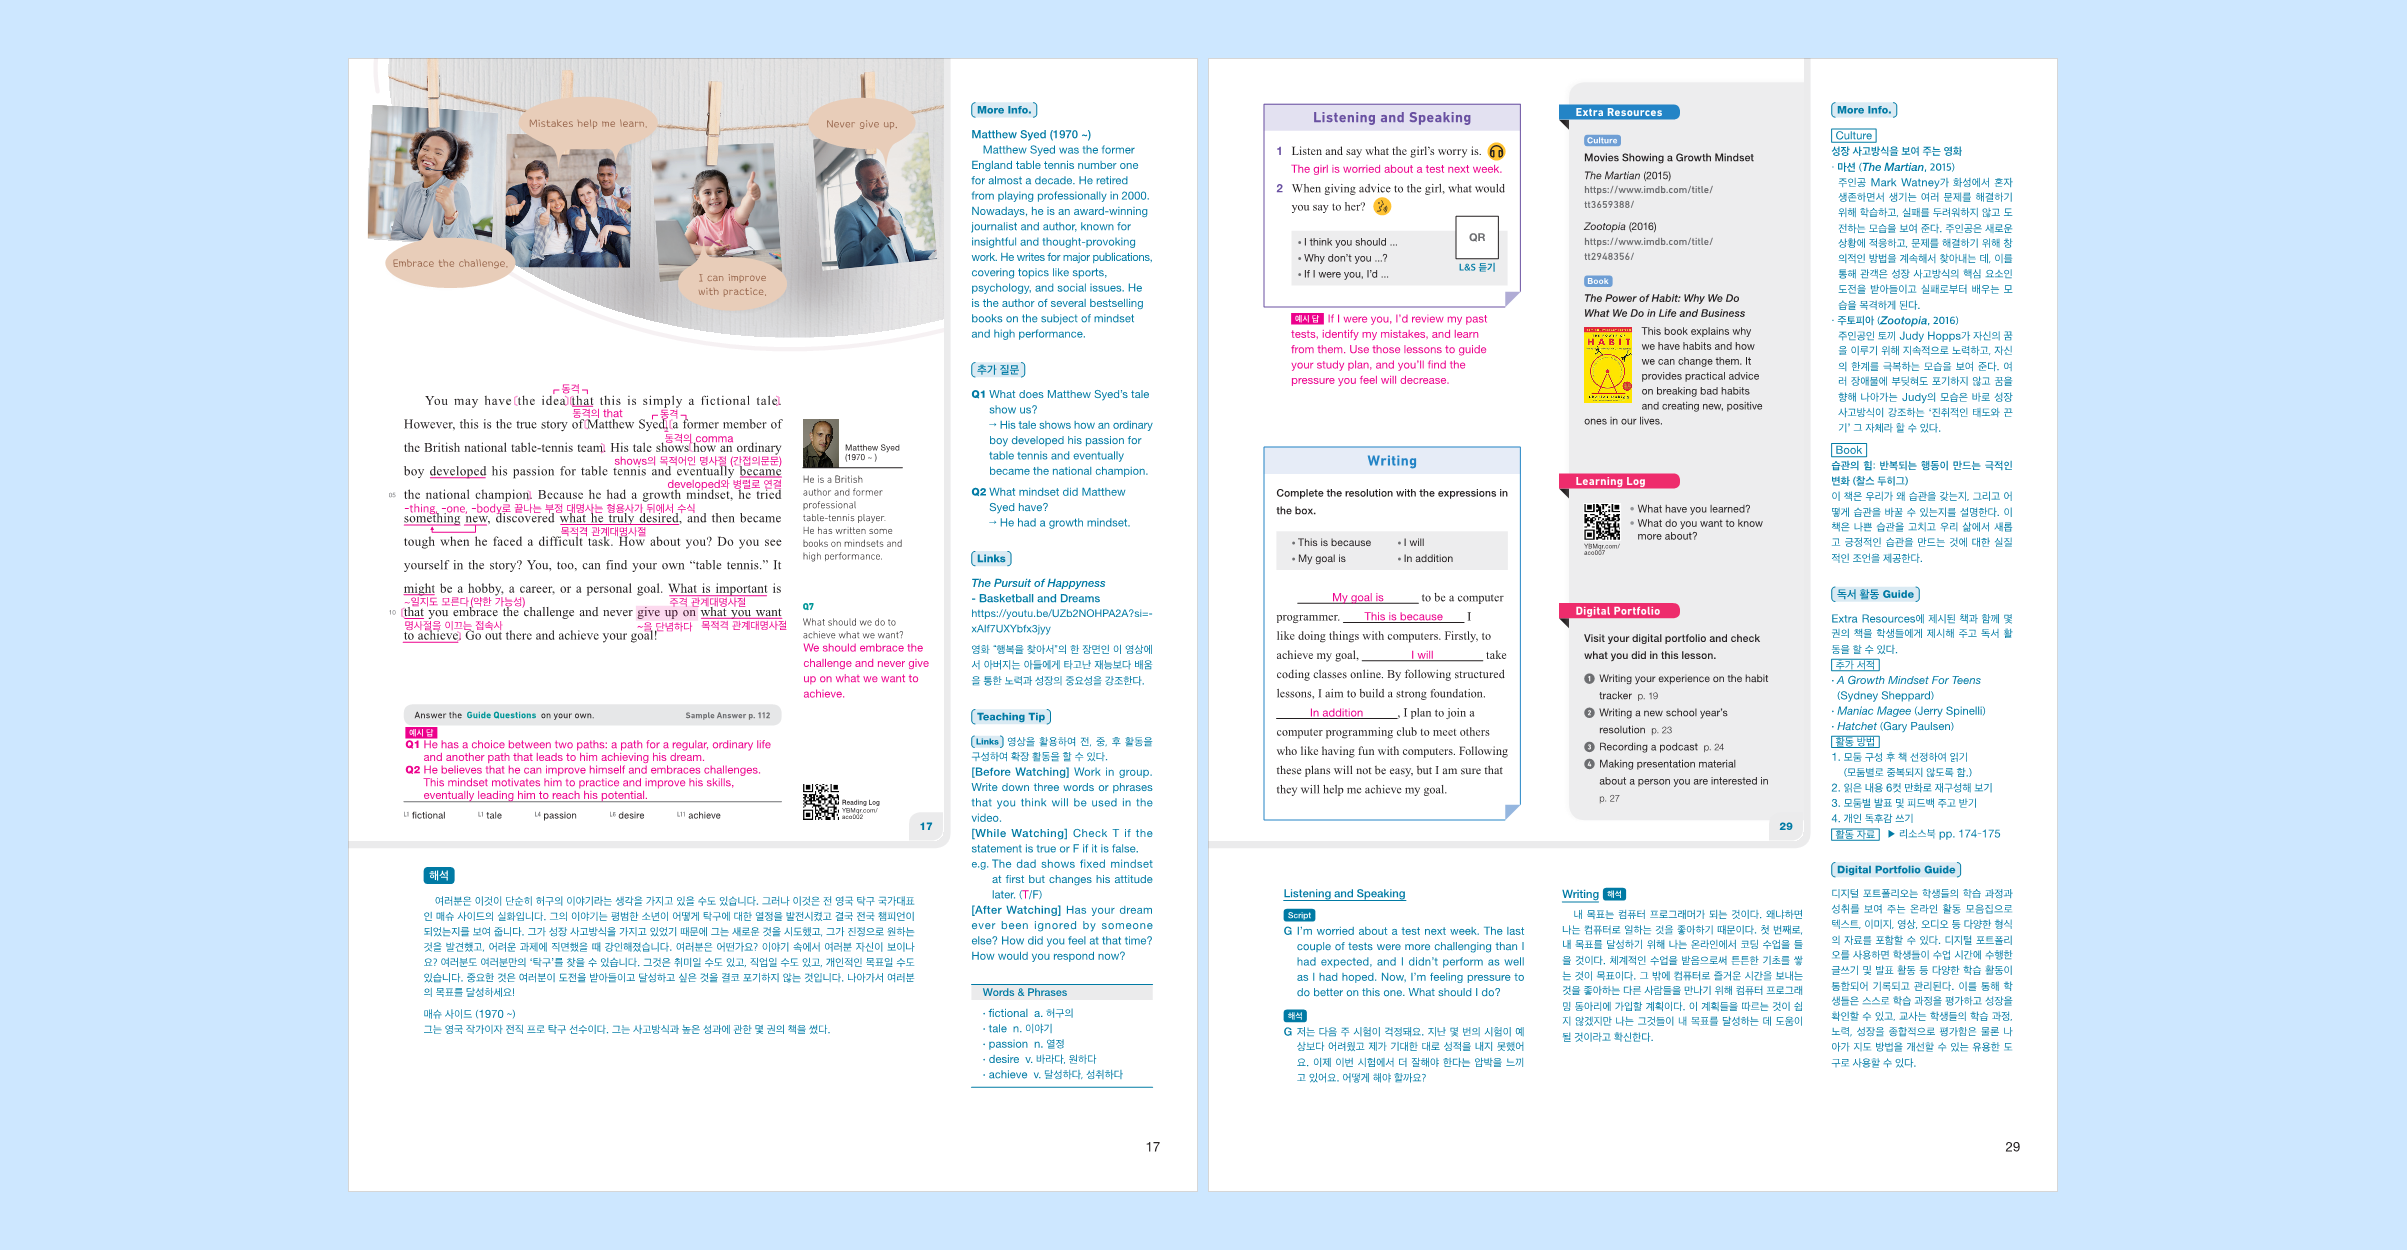 Mistakes help me learn.
Never give up.
Embrace the challenge.
I can improve
with practice.
You may have the idea that this is simply a fictional tale.
동격
동격의 that
However, this is the true story of Matthew Syed, a former member of
동격
동격의 comma
the British national table-tennis team. His tale shows how an ordinary
shows의 목적어인 명사절 (간접의문문)
boy developed his passion for table tennis and eventually became
developed와 병렬로 연결
05 the national champion. Because he had a growth mindset, he tried
-thing, -one, -body로 끝나는 부정 대명사는 형용사가 뒤에서 수식
something new, discovered what he truly desired, and then became
목적격 관계대명사절
tough when he faced a difficult task. How about you? Do you see
yourself in the story? You, too, can find your own “table tennis.” It
might be a hobby, a career, or a personal goal. What is important is
~일지도 모른다 (약한 가능성)
주격 관계대명사절
10 that you embrace the challenge and never give up on what you want
명사절을 이끄는 접속사
~을 단념하다
목적격 관계대명사절
to achieve. Go out there and achieve your goal!
Matthew Syed
(1970 ~ )
He is a British
author and former
professional
table-tennis player.
He has written some
books on mindsets and
high performance.
Q7
What should we do to
achieve what we want?
We should embrace the
challenge and never give
up on what we want to
achieve.
Answer the Guide Questions on your own.
Sample Answer p. 112
예시 답
Q1 He has a choice between two paths: a path for a regular, ordinary life
and another path that leads to him achieving his dream.
Q2 He believes that he can improve himself and embraces challenges.
This mindset motivates him to practice and improve his skills,
eventually leading him to reach his potential.
L1 fictional L1 tale L4 passion L6 desire L11 achieve
Reading Log
YBMqr.com/
aco002
17
해석
여러분은 이것이 단순히 허구의 이야기라는 생각을 가지고 있을 수도 있습니다. 그러나 이것은 전 영국 탁구 국가대표
인 매슈 사이드의 실화입니다. 그의 이야기는 평범한 소년이 어떻게 탁구에 대한 열정을 발전시켰고 결국 전국 챔피언이
되었는지를 보여 줍니다. 그가 성장 사고방식을 가지고 있었기 때문에 그는 새로운 것을 시도했고, 그가 진정으로 원하는
것을 발견했고, 어려운 과제에 직면했을 때 강인해졌습니다. 여러분은 어떤가요? 이야기 속에서 여러분 자신이 보이나
요? 여러분도 여러분만의 ‘탁구’를 찾을 수 있습니다. 그것은 취미일 수도 있고, 직업일 수도 있고, 개인적인 목표일 수도
있습니다. 중요한 것은 여러분이 도전을 받아들이고 달성하고 싶은 것을 결코 포기하지 않는 것입니다. 나아가서 여러분
의 목표를 달성하세요!
매슈 사이드 (1970 ~)
그는 영국 작가이자 전직 프로 탁구 선수이다. 그는 사고방식과 높은 성과에 관한 몇 권의 책을 썼다.
More Info.
Matthew Syed (1970 ~)
Matthew Syed was the former
England table tennis number one
for almost a decade. He retired
from playing professionally in 2000.
Nowadays, he is an award-winning
journalist and author, known for
insightful and thought-provoking
work. He writes for major publications,
covering topics like sports,
psychology, and social issues. He
is the author of several bestselling
books on the subject of mindset
and high performance.
추가 질문
Q1 What does Matthew Syed’s tale
show us?
→ His tale shows how an ordinary
boy developed his passion for
table tennis and eventually
became the national champion.
Q2 What mindset did Matthew
Syed have?
→ He had a growth mindset.
Links
The Pursuit of Happyness
- Basketball and Dreams
https://youtu.be/UZb2NOHPA2A?si=-
xAlf7UXYbfx3jyy
영화 “행복을 찾아서”의 한 장면인 이 영상에
서 아버지는 아들에게 타고난 재능보다 배움
을 통한 노력과 성장의 중요성을 강조한다.
Teaching Tip
Links 영상을 활용하여 전, 중, 후 활동을
구성하여 확장 활동을 할 수 있다.
[Before Watching] Work in group.
Write down three words or phrases
that you think will be used in the
video.
[While Watching] Check T if the
statement is true or F if it is false.
e.g. The dad shows fixed mindset
at first but changes his attitude
later. (T/F)
[After Watching] Has your dream
ever been ignored by someone
else? How did you feel at that time?
How would you respond now?
Words & Phrases
· fictional a. 허구의
· tale n. 이야기
· passion n. 열정
· desire v. 바라다, 원하다
· achieve v. 달성하다, 성취하다
17
Listening and Speaking
1 Listen and say what the girl’s worry is.
The girl is worried about a test next week.
2 When giving advice to the girl, what would
you say to her?
• I think you should ...
• Why don’t you ...?
• If I were you, I’d ...
QR
L&S 듣기
예시 답 If I were you, I’d review my past
tests, identify my mistakes, and learn
from them. Use those lessons to guide
your study plan, and you’ll find the
pressure you feel will decrease.
Writing
Complete the resolution with the expressions in
the box.
• This is because • I will
• My goal is • In addition
My goal is to be a computer
programmer. This is because I
like doing things with computers. Firstly, to
achieve my goal, I will take
coding classes online. By following structured
lessons, I aim to build a strong foundation.
In addition, I plan to join a
computer programming club to meet others
who like having fun with computers. Following
these plans will not be easy, but I am sure that
they will help me achieve my goal.
Extra Resources
Culture
Movies Showing a Growth Mindset
The Martian (2015)
https://www.imdb.com/title/
tt3659388/
Zootopia (2016)
https://www.imdb.com/title/
tt2948356/
Book
The Power of Habit: Why We Do
What We Do in Life and Business
HABIT
This book explains why
we have habits and how
we can change them. It
provides practical advice
on breaking bad habits
and creating new, positive
ones in our lives.
Learning Log
YBMqr.com/
aco007
• What have you learned?
• What do you want to know
more about?
Digital Portfolio
Visit your digital portfolio and check
what you did in this lesson.
1 Writing your experience on the habit
tracker p. 19
2 Writing a new school year’s
resolution p. 23
3 Recording a podcast p. 24
4 Making presentation material
about a person you are interested in
p. 27
29
Listening and Speaking
Script
G I’m worried about a test next week. The last
couple of tests were more challenging than I
had expected, and I didn’t perform as well
as I had hoped. Now, I’m feeling pressure to
do better on this one. What should I do?
해석
G 저는 다음 주 시험이 걱정돼요. 지난 몇 번의 시험이 예
상보다 어려웠고 제가 기대한 대로 성적을 내지 못했어
요. 이제 이번 시험에서 더 잘해야 한다는 압박을 느끼
고 있어요. 어떻게 해야 할까요?
Writing 해석
내 목표는 컴퓨터 프로그래머가 되는 것이다. 왜냐하면
나는 컴퓨터로 일하는 것을 좋아하기 때문이다. 첫 번째로,
내 목표를 달성하기 위해 나는 온라인에서 코딩 수업을 들
을 것이다. 체계적인 수업을 받음으로써 튼튼한 기초를 쌓
는 것이 목표이다. 그 밖에 컴퓨터로 즐거운 시간을 보내는
것을 좋아하는 다른 사람들을 만나기 위해 컴퓨터 프로그래
밍 동아리에 가입할 계획이다. 이 계획들을 따르는 것이 쉽
지 않겠지만 나는 그것들이 내 목표를 달성하는 데 도움이
될 것이라고 확신한다.
More Info.
Culture
성장 사고방식을 보여 주는 영화
· 마션 (The Martian, 2015)
주인공 Mark Watney가 화성에서 혼자
생존하면서 생기는 여러 문제를 해결하기
위해 학습하고, 실패를 두려워하지 않고 도
전하는 모습을 보여 준다. 주인공은 새로운
상황에 적응하고, 문제를 해결하기 위해 창
의적인 방법을 계속해서 찾아내는 데, 이를
통해 관객은 성장 사고방식의 핵심 요소인
도전을 받아들이고 실패로부터 배우는 모
습을 목격하게 된다.
· 주토피아 (Zootopia, 2016)
주인공인 토끼 Judy Hopps가 자신의 꿈
을 이루기 위해 지속적으로 노력하고, 자신
의 한계를 극복하는 모습을 보여 준다. 여
러 장애물에 부딪혀도 포기하지 않고 꿈을
향해 나아가는 Judy의 모습은 바로 성장
사고방식이 강조하는 ‘진취적인 태도와 끈
기’ 그 자체라 할 수 있다.
Book
습관의 힘: 반복되는 행동이 만드는 극적인
변화 (찰스 두히그)
이 책은 우리가 왜 습관을 갖는지, 그리고 어
떻게 습관을 바꿀 수 있는지를 설명한다. 이
책은 나쁜 습관을 고치고 우리 삶에서 새롭
고 긍정적인 습관을 만드는 것에 대한 실질
적인 조언을 제공한다.
독서 활동 Guide
Extra Resources에 제시된 책과 함께 몇
권의 책을 학생들에게 제시해 주고 독서 활
동을 할 수 있다.
추가 서적
· A Growth Mindset For Teens
(Sydney Sheppard)
· Maniac Magee (Jerry Spinelli)
· Hatchet (Gary Paulsen)
활동 방법
1. 모둠 구성 후 책 선정하여 읽기
(모둠별로 중복되지 않도록 함.)
2. 읽은 내용 6컷 만화로 재구성해 보기
3. 모둠별 발표 및 피드백 주고 받기
4. 개인 독후감 쓰기
활동 자료 ▶ 리소스북 pp. 174-175
Digital Portfolio Guide
디지털 포트폴리오는 학생들의 학습 과정과
성취를 보여 주는 온라인 활동 모음집으로
텍스트, 이미지, 영상, 오디오 등 다양한 형식
의 자료를 포함할 수 있다. 디지털 포트폴리
오를 사용하면 학생들이 수업 시간에 수행한
글쓰기 및 발표 활동 등 다양한 학습 활동이
통합되어 기록되고 관리된다. 이를 통해 학
생들은 스스로 학습 과정을 평가하고 성장을
확인할 수 있고, 교사는 학생들의 학습 과정,
노력, 성장을 종합적으로 평가함은 물론 나
아가 지도 방법을 개선할 수 있는 유용한 도
구로 사용할 수 있다.
29